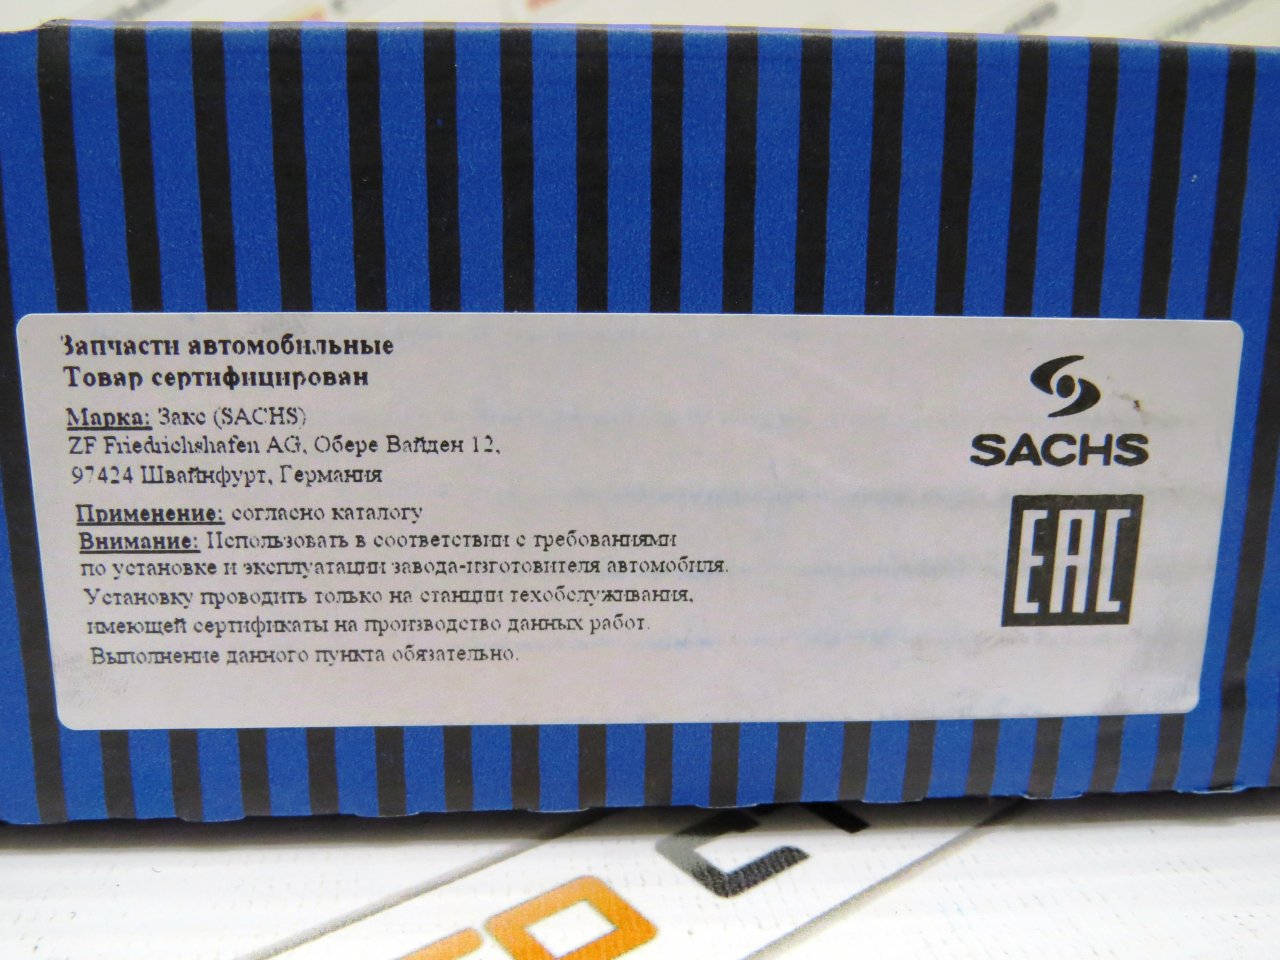 Запчасти автомобильные
Товар сертифицирован
Марка: Закс (SACHS)
ZF Friedrichshafen AG, Обере Вайден 12,
97424 Швайнфурт, Германия
Применение: согласно каталогу
Внимание: Использовать в соответствии с требованиями
по установке и эксплуатации завода-изготовителя автомобиля.
Установку проводить только на станции техобслуживания,
имеющей сертификаты на производство данных работ.
Выполнение данного пункта обязательно.
SACHS
EAC